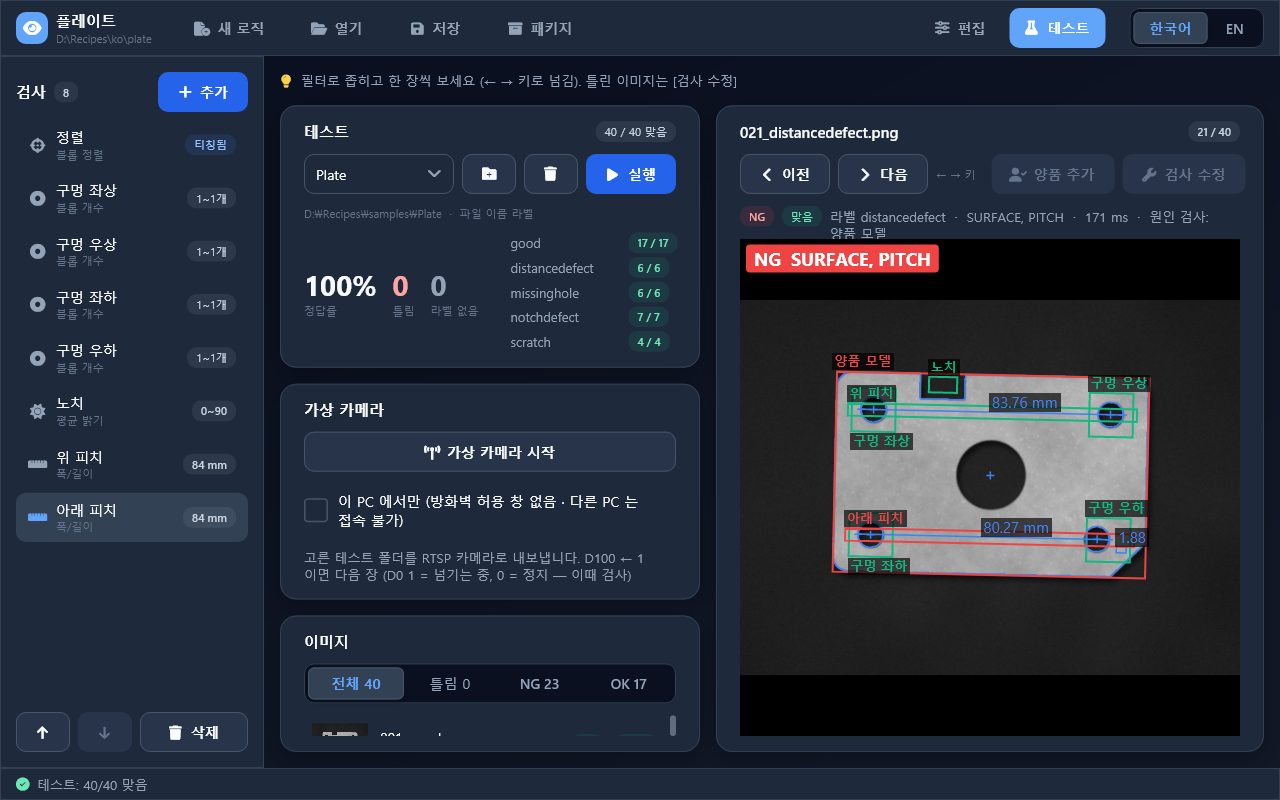 플레이트
D:\Recipes\ko\plate
새 로직
열기
저장
패키지
편집
테스트
한국어
EN
검사 8
추가
정렬
블롭 정렬
티칭됨
구멍 좌상
블롭 개수
1~1개
구멍 우상
블롭 개수
1~1개
구멍 좌하
블롭 개수
1~1개
구멍 우하
블롭 개수
1~1개
노치
평균 밝기
0~90
위 피치
폭/길이
84 mm
아래 피치
폭/길이
84 mm
삭제
필터로 좁히고 한 장씩 보세요 (← → 키로 넘김). 틀린 이미지는 [검사 수정]
테스트
40 / 40 맞음
Plate
실행
D:₩Recipes₩samples₩Plate · 파일 이름 라벨
100%
정답률
0
틀림
0
라벨 없음
good 17 / 17
distancedefect 6 / 6
missinghole 6 / 6
notchdefect 7 / 7
scratch 4 / 4
가상 카메라
가상 카메라 시작
이 PC 에서만 (방화벽 허용 창 없음 · 다른 PC 는
접속 불가)
고른 테스트 폴더를 RTSP 카메라로 내보냅니다. D100 ← 1
이면 다음 장 (D0 1 = 넘기는 중, 0 = 정지 — 이때 검사)
이미지
전체 40
틀림 0
NG 23
OK 17
021_distancedefect.png
21 / 40
이전
다음
← → 키
양품 추가
검사 수정
NG 맞음 라벨 distancedefect · SURFACE, PITCH · 171 ms · 원인 검사:
양품 모델
NG SURFACE, PITCH
양품 모델
노치
구멍 우상
위 피치
83.76 mm
구멍 좌상
아래 피치
80.27 mm
구멍 우하
1.88
구멍 좌하
테스트: 40/40 맞음